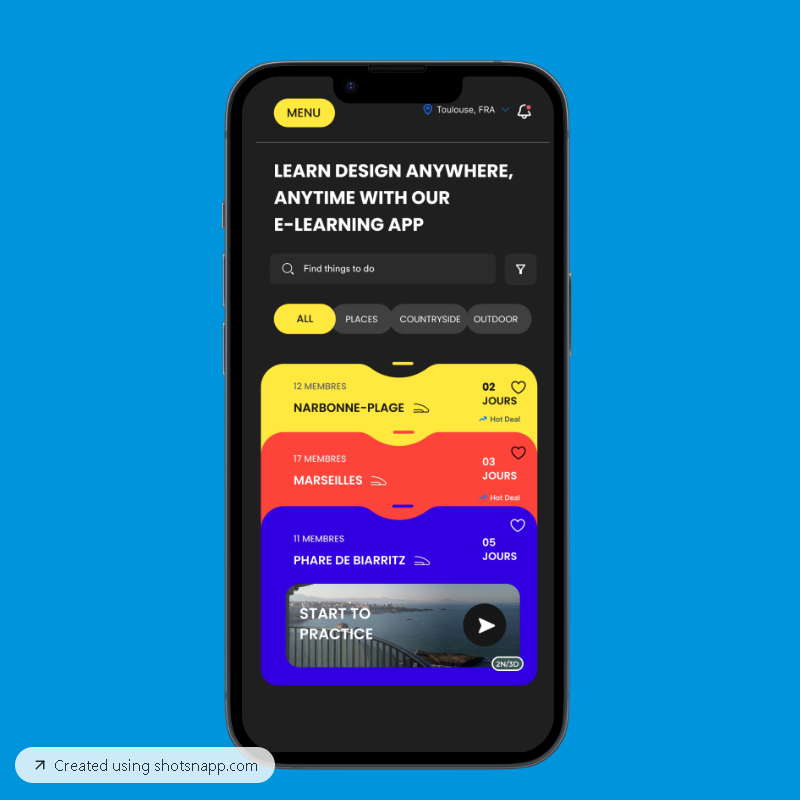 MENU
Toulouse, FRA
LEARN DESIGN ANYWHERE,
ANYTIME WITH OUR
E-LEARNING APP
Find things to do
ALL
PLACES
COUNTRYSIDE
OUTDOOR
12 MEMBRES
NARBONNE-PLAGE
02
JOURS
Hot Deal
17 MEMBRES
MARSEILLES
03
JOURS
Hot Deal
11 MEMBRES
PHARE DE BIARRITZ
05
JOURS
START TO
PRACTICE
2N/3D
Created using shotsnapp.com